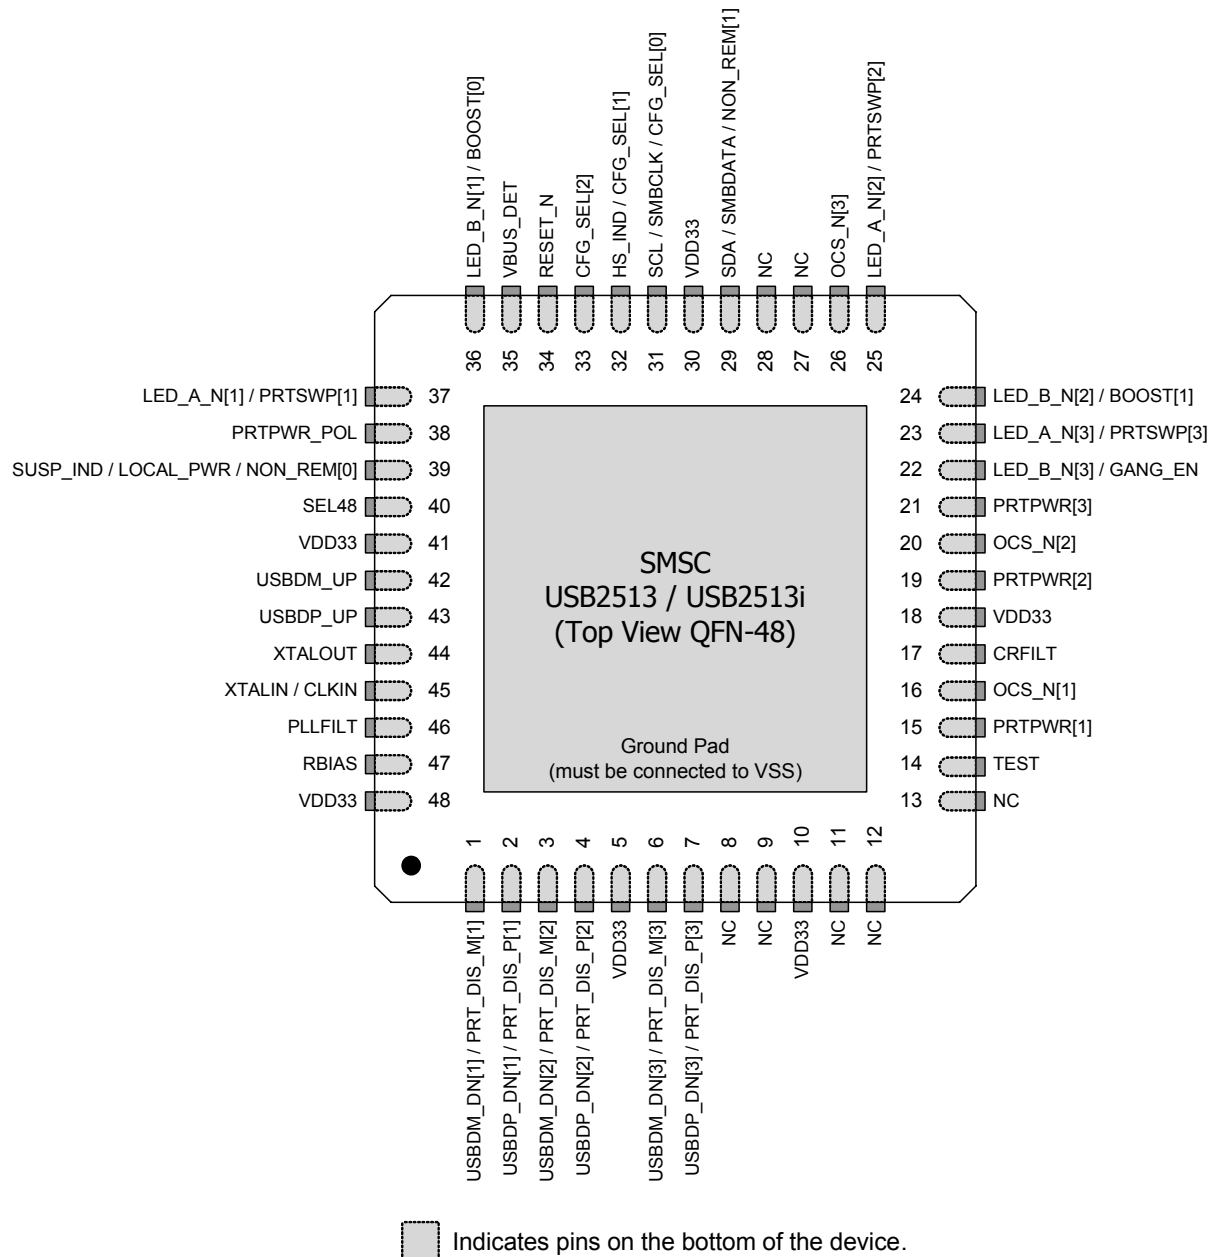 LED_B_N[1] / BOOST[0]
VBUS_DET
RESET_N
CFG_SEL[2]
HS_IND / CFG_SEL[1]
SCL / SMBCLK / CFG_SEL[0]
VDD33
SDA / SMBDATA / NON_REM[1]
NC
NC
OCS_N[3]
LED_A_N[2] / PRTSWP[2]
36
35
34
33
32
31
30
29
28
27
26
25
LED_A_N[1] / PRTSWP[1] 37
PRTPWR_POL 38
SUSP_IND / LOCAL_PWR / NON_REM[0] 39
SEL48 40
VDD33 41
USBDM_UP 42
USBDP_UP 43
XTALOUT 44
XTALIN / CLKIN 45
PLLFILT 46
RBIAS 47
VDD33 48
SMSC
USB2513 / USB2513i
(Top View QFN-48)
Ground Pad
(must be connected to VSS)
24 LED_B_N[2] / BOOST[1]
23 LED_A_N[3] / PRTSWP[3]
22 LED_B_N[3] / GANG_EN
21 PRTPWR[3]
20 OCS_N[2]
19 PRTPWR[2]
18 VDD33
17 CRFILT
16 OCS_N[1]
15 PRTPWR[1]
14 TEST
13 NC
1
2
3
4
5
6
7
8
9
10
11
12
USBDM_DN[1] / PRT_DIS_M[1]
USBDP_DN[1] / PRT_DIS_P[1]
USBDM_DN[2] / PRT_DIS_M[2]
USBDP_DN[2] / PRT_DIS_P[2]
VDD33
USBDM_DN[3] / PRT_DIS_M[3]
USBDP_DN[3] / PRT_DIS_P[3]
NC
NC
VDD33
NC
NC
Indicates pins on the bottom of the device.